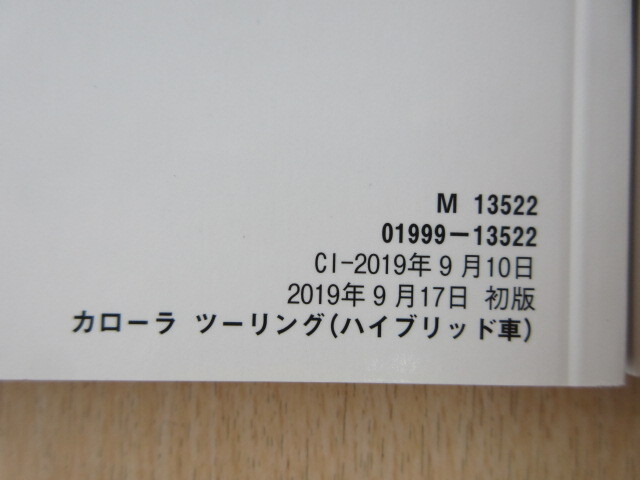 M 13522
01999-13522
CI-2019年9月10日
2019年9月17日 初版
カローラ ツーリング(ハイブリッド車)